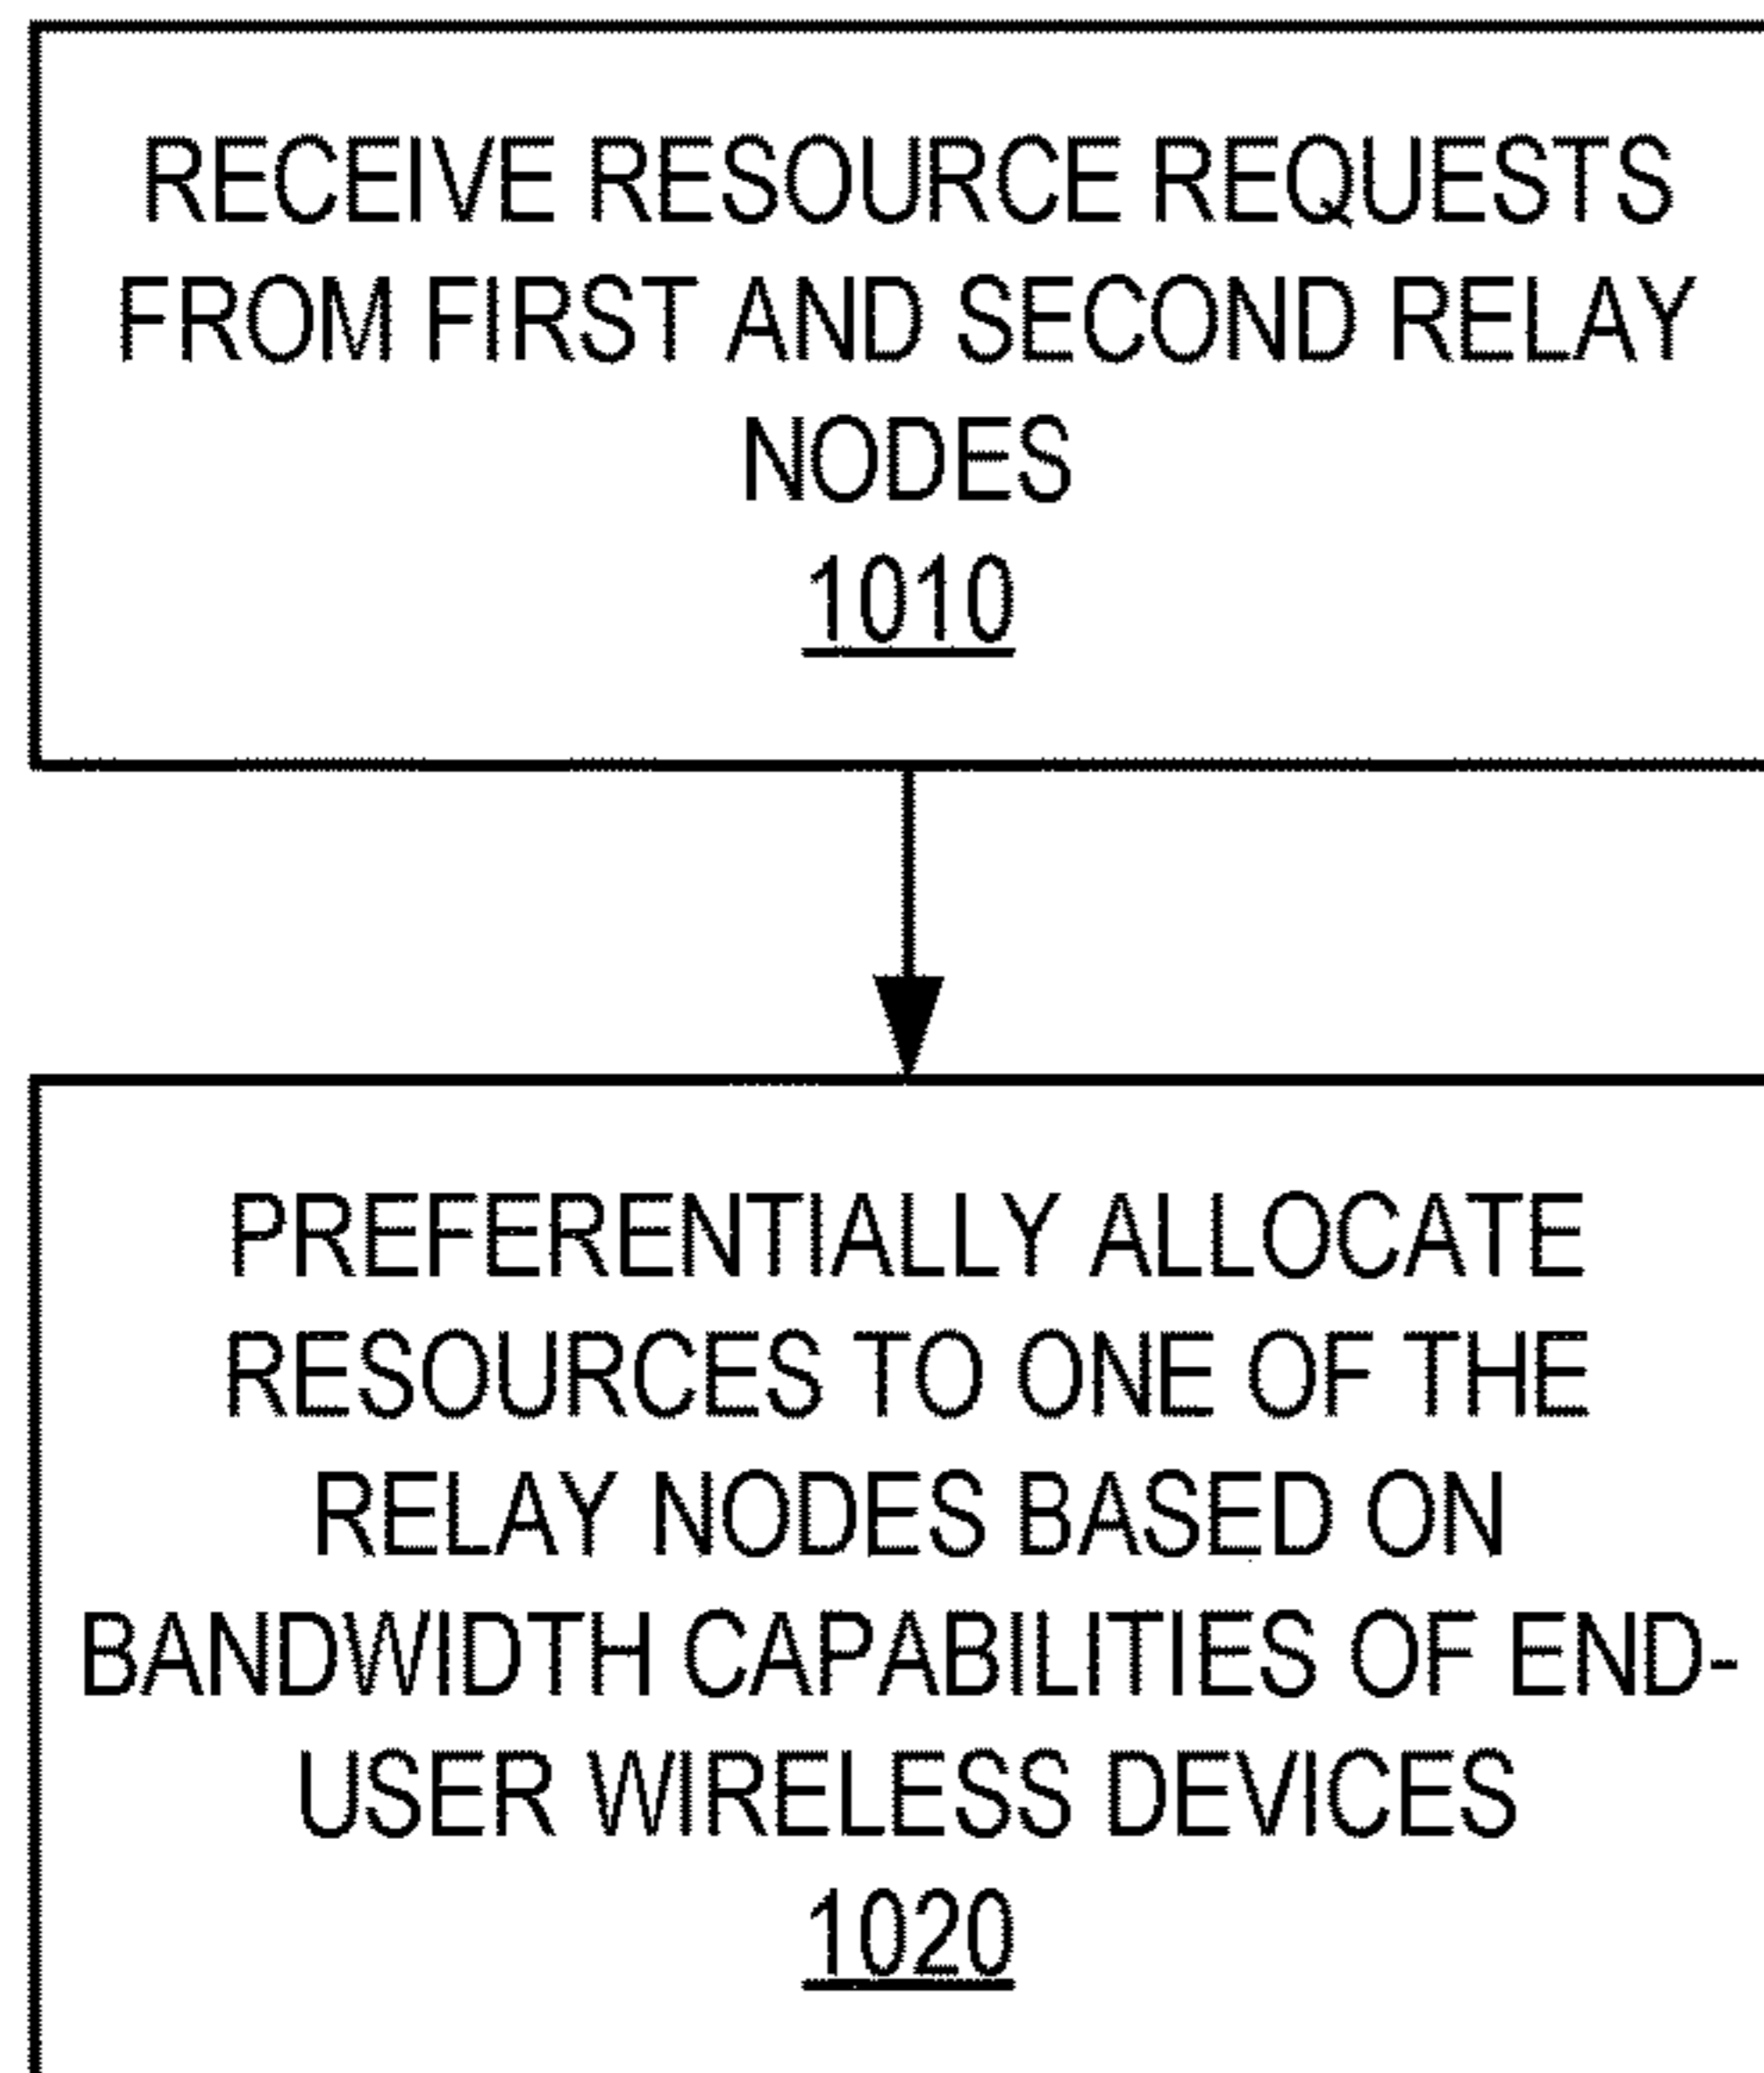 RECEIVE RESOURCE REQUESTS
FROM FIRST AND SECOND RELAY
NODES
1010
PREFERENTIALLY ALLOCATE
RESOURCES TO ONE OF THE
RELAY NODES BASED ON
BANDWIDTH CAPABILITIES OF END-
USER WIRELESS DEVICES
1020